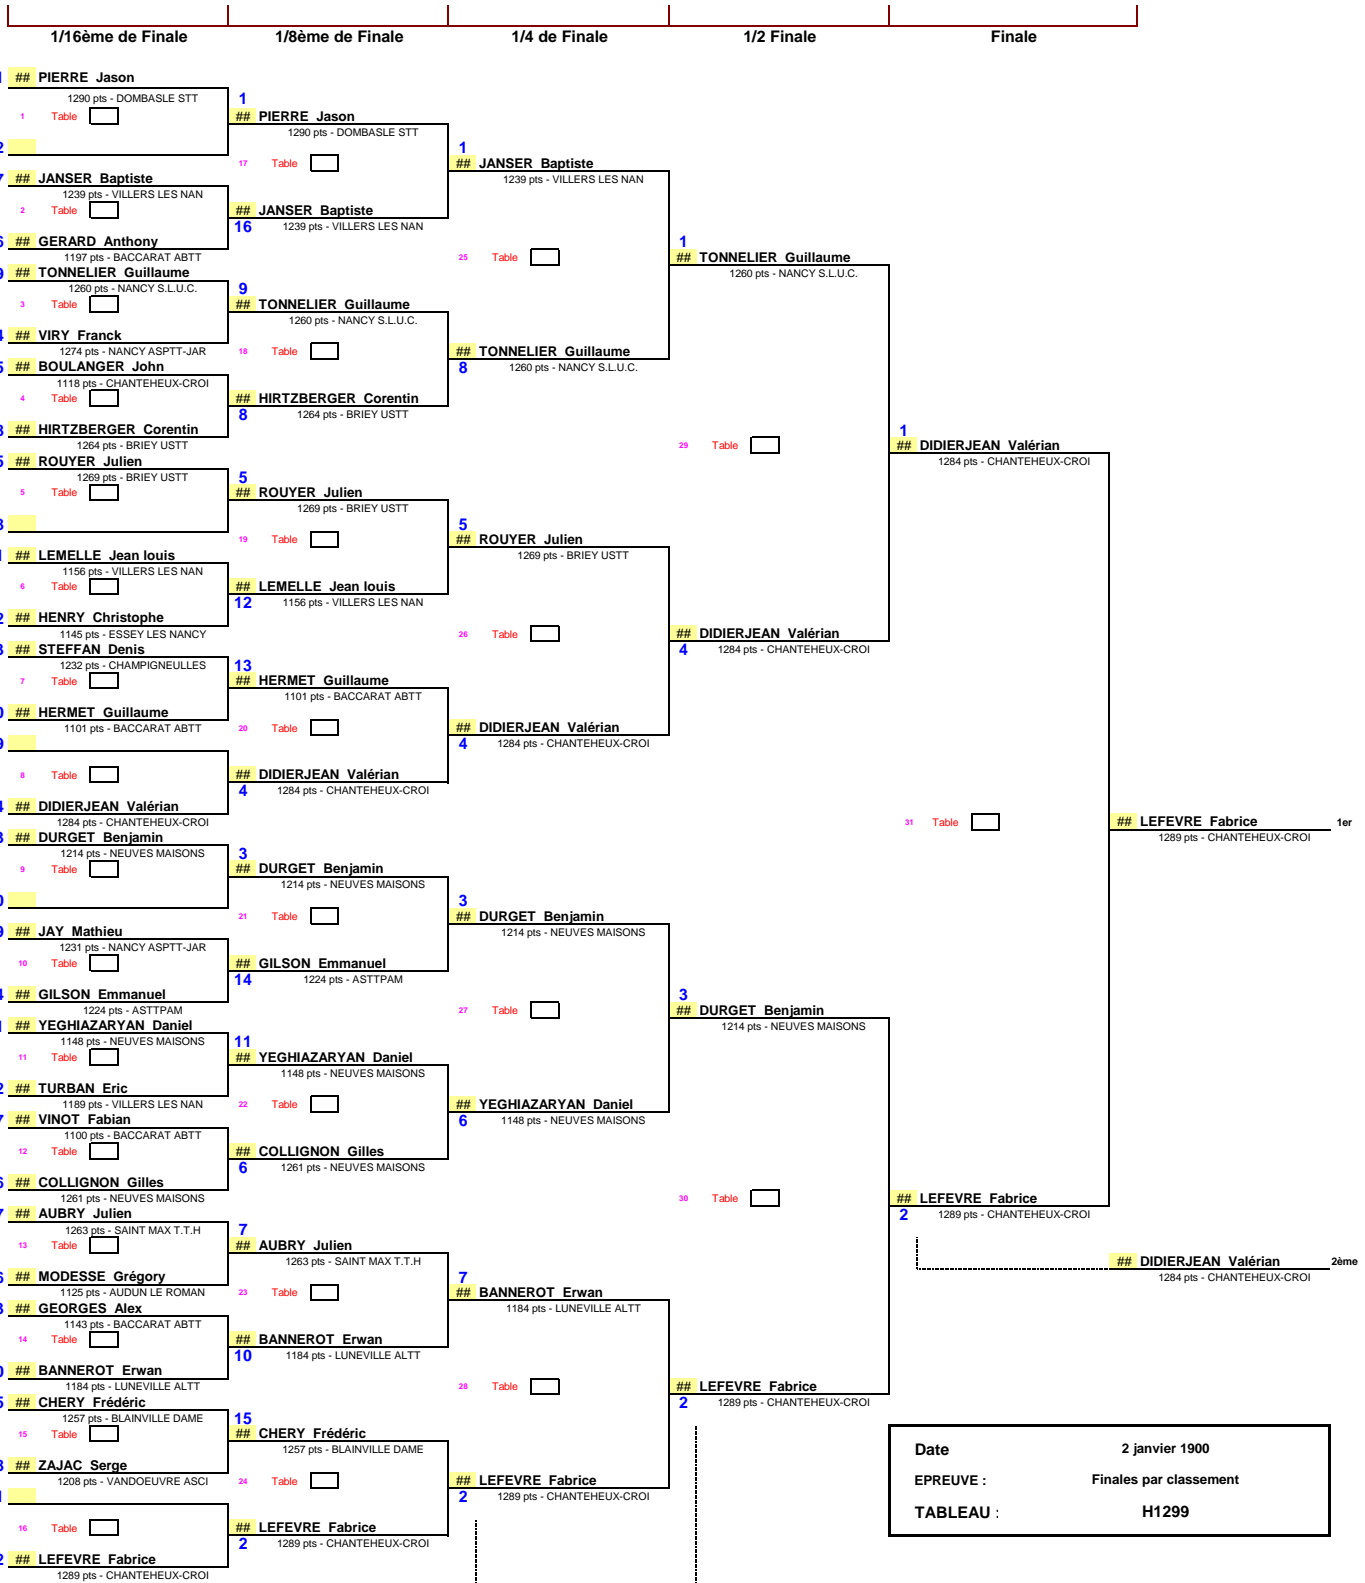 1/16ème de Finale
1/8ème de Finale
1/4 de Finale
1/2 Finale
Finale
## PIERRE Jason
1290 pts - DOMBASLE STT
1 Table
## JANSER Baptiste
1239 pts - VILLERS LES NAN
2 Table
## GERARD Anthony
1197 pts - BACCARAT ABTT
## TONNELIER Guillaume
1260 pts - NANCY S.L.U.C.
3 Table
## VIRY Franck
1274 pts - NANCY ASPTT-JAR
## BOULANGER John
1118 pts - CHANTEHEUX-CROI
4 Table
## HIRTZBERGER Corentin
1264 pts - BRIEY USTT
## ROUYER Julien
1269 pts - BRIEY USTT
5 Table
## LEMELLE Jean louis
1156 pts - VILLERS LES NAN
6 Table
## HENRY Christophe
1145 pts - ESSEY LES NANCY
## STEFFAN Denis
1232 pts - CHAMPIGNEULLES
7 Table
## HERMET Guillaume
1101 pts - BACCARAT ABTT
8 Table
## DIDIERJEAN Valérian
1284 pts - CHANTEHEUX-CROI
## DURGET Benjamin
1214 pts - NEUVES MAISONS
9 Table
## JAY Mathieu
1231 pts - NANCY ASPTT-JAR
10 Table
## GILSON Emmanuel
1224 pts - ASTTPAM
## YEGHIAZARYAN Daniel
1148 pts - NEUVES MAISONS
11 Table
## TURBAN Eric
1189 pts - VILLERS LES NAN
## VINOT Fabian
1100 pts - BACCARAT ABTT
12 Table
## COLLIGNON Gilles
1261 pts - NEUVES MAISONS
## AUBRY Julien
1263 pts - SAINT MAX T.T.H
13 Table
## MODESSE Grégory
1125 pts - AUDUN LE ROMAN
## GEORGES Alex
1143 pts - BACCARAT ABTT
14 Table
## BANNEROT Erwan
1184 pts - LUNEVILLE ALTT
## CHERY Frédéric
1257 pts - BLAINVILLE DAME
15 Table
## ZAJAC Serge
1208 pts - VANDOEUVRE ASCI
16 Table
## LEFEVRE Fabrice
1289 pts - CHANTEHEUX-CROI
1
## PIERRE Jason
1290 pts - DOMBASLE STT
17 Table
## JANSER Baptiste
16 1239 pts - VILLERS LES NAN
9
## TONNELIER Guillaume
1260 pts - NANCY S.L.U.C.
18 Table
## HIRTZBERGER Corentin
8 1264 pts - BRIEY USTT
5
## ROUYER Julien
1269 pts - BRIEY USTT
19 Table
## LEMELLE Jean louis
12 1156 pts - VILLERS LES NAN
13
## HERMET Guillaume
1101 pts - BACCARAT ABTT
20 Table
## DIDIERJEAN Valérian
4 1284 pts - CHANTEHEUX-CROI
3
## DURGET Benjamin
1214 pts - NEUVES MAISONS
21 Table
## GILSON Emmanuel
14 1224 pts - ASTTPAM
11
## YEGHIAZARYAN Daniel
1148 pts - NEUVES MAISONS
22 Table
## COLLIGNON Gilles
6 1261 pts - NEUVES MAISONS
7
## AUBRY Julien
1263 pts - SAINT MAX T.T.H
23 Table
## BANNEROT Erwan
10 1184 pts - LUNEVILLE ALTT
15
## CHERY Frédéric
1257 pts - BLAINVILLE DAME
24 Table
## LEFEVRE Fabrice
2 1289 pts - CHANTEHEUX-CROI
1
## JANSER Baptiste
1239 pts - VILLERS LES NAN
25 Table
## TONNELIER Guillaume
8 1260 pts - NANCY S.L.U.C.
5
## ROUYER Julien
1269 pts - BRIEY USTT
26 Table
## DIDIERJEAN Valérian
4 1284 pts - CHANTEHEUX-CROI
3
## DURGET Benjamin
1214 pts - NEUVES MAISONS
27 Table
## YEGHIAZARYAN Daniel
6 1148 pts - NEUVES MAISONS
7
## BANNEROT Erwan
1184 pts - LUNEVILLE ALTT
28 Table
## LEFEVRE Fabrice
2 1289 pts - CHANTEHEUX-CROI
1
## TONNELIER Guillaume
1260 pts - NANCY S.L.U.C.
29 Table
## DIDIERJEAN Valérian
4 1284 pts - CHANTEHEUX-CROI
3
## DURGET Benjamin
1214 pts - NEUVES MAISONS
30 Table
## LEFEVRE Fabrice
2 1289 pts - CHANTEHEUX-CROI
1
## DIDIERJEAN Valérian
1284 pts - CHANTEHEUX-CROI
31 Table
## LEFEVRE Fabrice
2 1289 pts - CHANTEHEUX-CROI
## LEFEVRE Fabrice 1er
1289 pts - CHANTEHEUX-CROI
## DIDIERJEAN Valérian 2ème
1284 pts - CHANTEHEUX-CROI
Date 2 janvier 1900
EPREUVE : Finales par classement
TABLEAU : H1299